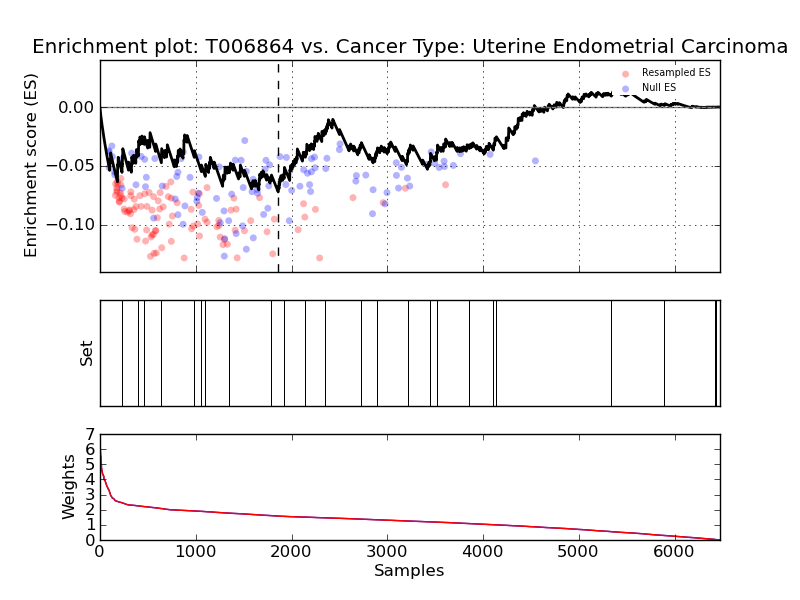 Enrichment plot: T006864 vs. Cancer Type: Uterine Endometrial Carcinoma
Enrichment score (ES)
0.00
−0.05
−0.10
Resampled ES
Null ES
Set
Weights
7
6
5
4
3
2
1
0
0 1000 2000 3000 4000 5000 6000
Samples